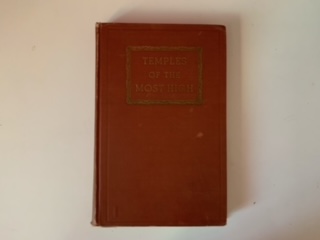 TEMPLES
OF THE
MOST HIGH